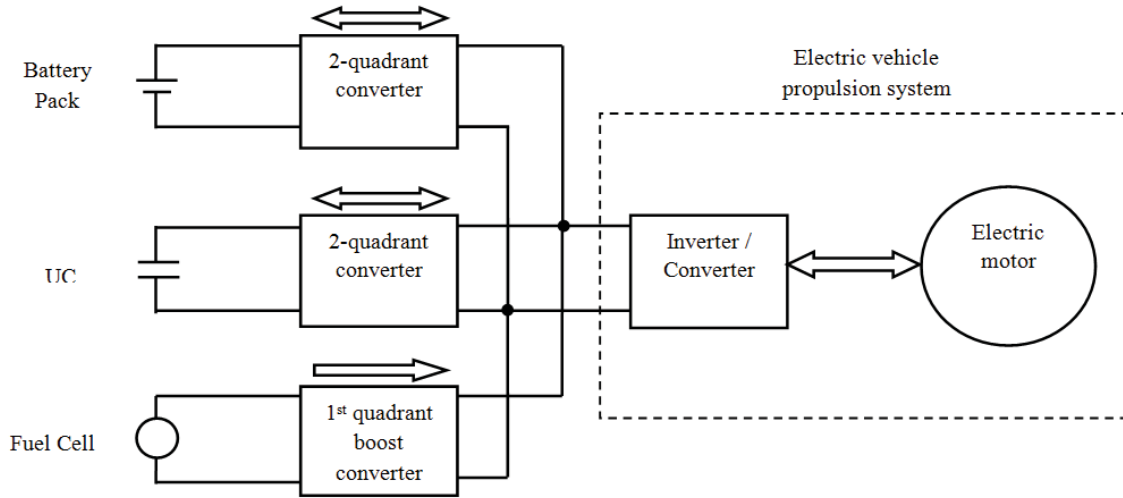 Battery
Pack
2-quadrant
converter
Electric vehicle
propulsion system
UC
2-quadrant
converter
Inverter /
Converter
Electric
motor
Fuel Cell
1st quadrant
boost
converter